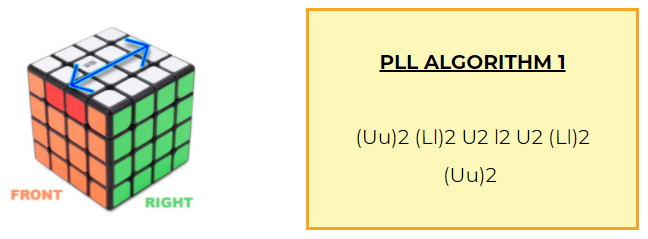 PLL ALGORITHM 1
(Uu)2 (Ll)2 U2 l2 U2 (Ll)2
(Uu)2
FRONT
RIGHT